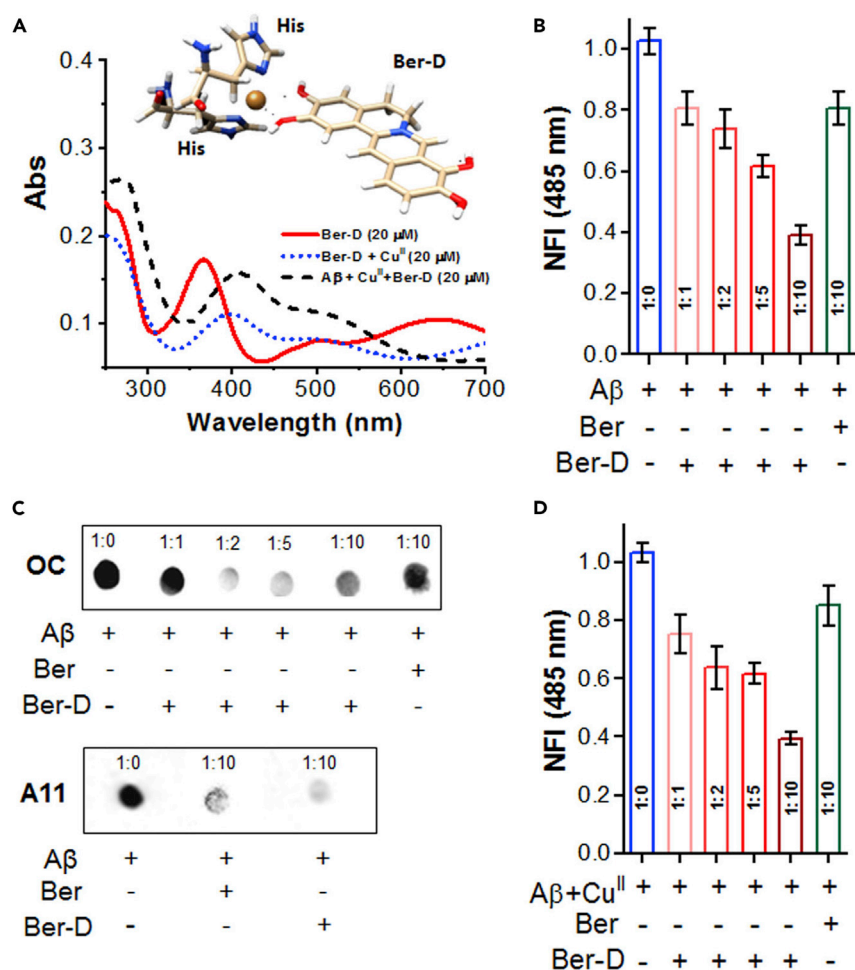 A
His
Ber-D
His
Abs
0.4
0.3
0.2
0.1
Ber-D (20 µM)
Ber-D + Cu^II (20 µM)
Aβ + Cu^II+Ber-D (20 µM)
300 400 500 600 700
Wavelength (nm)
B
NFI (485 nm)
1.0
0.8
0.6
0.4
0.2
0.0
1:0 1:1 1:2 1:5 1:10 1:10
Aβ + + + + + +
Ber - - - - - +
Ber-D - + + + + -
C
1:0 1:1 1:2 1:5 1:10 1:10
OC
Aβ + + + + + +
Ber - - - - - +
Ber-D - + + + + -
1:0 1:10 1:10
A11
Aβ + + +
Ber - + -
Ber-D - - +
D
NFI (485 nm)
1.0
0.8
0.6
0.4
0.2
0.0
1:0 1:1 1:2 1:5 1:10 1:10
Aβ+Cu^II + + + + + +
Ber - - - - - +
Ber-D - + + + + -